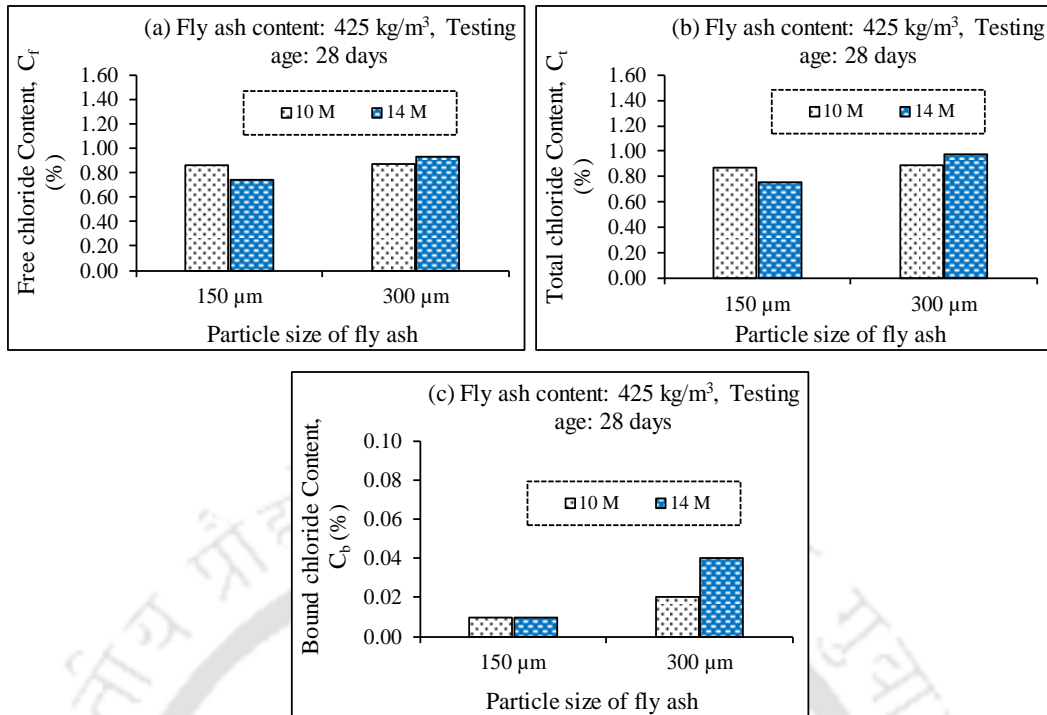 (a) Fly ash content: 425 kg/m³, Testing
age: 28 days
Free chloride Content, C_f
(%)
1.60
1.40
1.20
1.00
0.80
0.60
0.40
0.20
0.00
10 M 14 M
150 µm 300 µm
Particle size of fly ash
(b) Fly ash content: 425 kg/m³, Testing
age: 28 days
Total chloride Content, C_t
(%)
1.60
1.40
1.20
1.00
0.80
0.60
0.40
0.20
0.00
10 M 14 M
150 µm 300 µm
Particle size of fly ash
(c) Fly ash content: 425 kg/m³, Testing
age: 28 days
Bound chloride Content,
C_b (%)
0.10
0.08
0.06
0.04
0.02
0.00
10 M 14 M
150 µm 300 µm
Particle size of fly ash